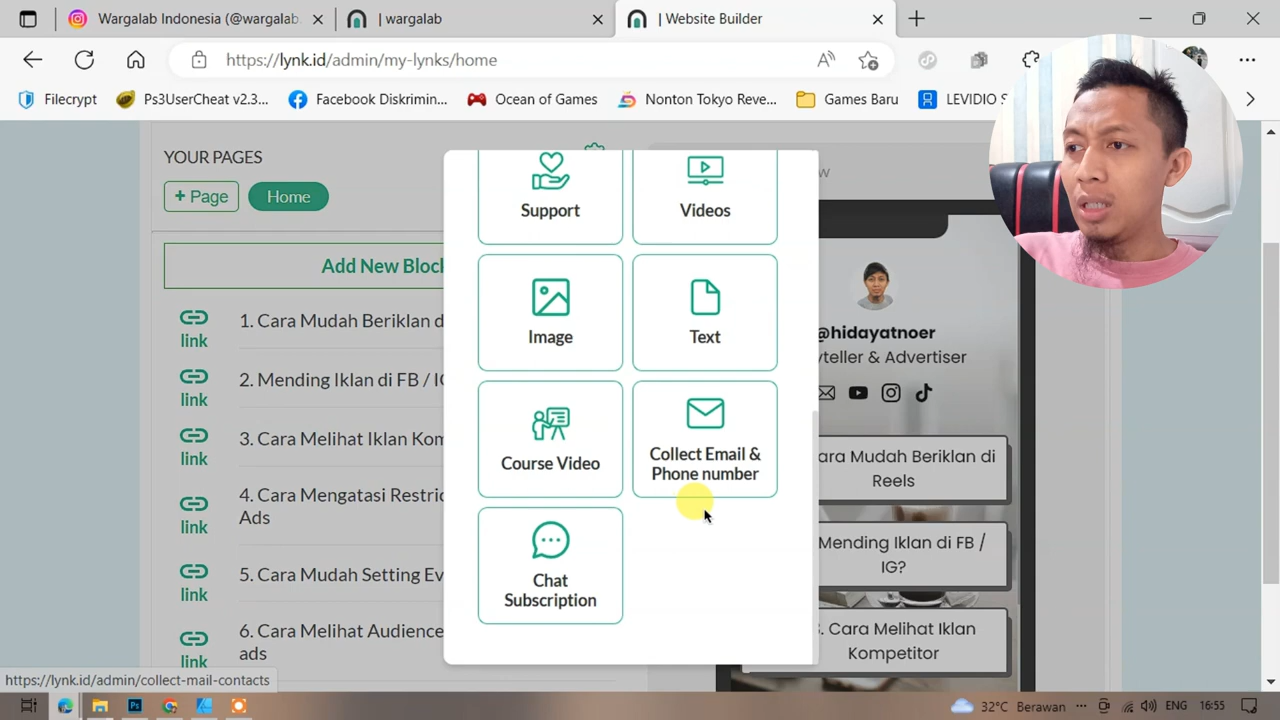 Wargalab Indonesia (@wargalab
| wargalab
| Website Builder
https://lynk.id/admin/my-lynks/home
Filecrypt
Ps3UserCheat v2.3...
Facebook Diskrimin...
Ocean of Games
Nonton Tokyo Reve...
Games Baru
LEVIDIO S
YOUR PAGES
+ Page
Home
Add New Bloc
link
1. Cara Mudah Beriklan d
link
2. Mending Iklan di FB / IG
link
3. Cara Melihat Iklan Kom
link
4. Cara Mengatasi Restric
Ads
link
5. Cara Mudah Setting Ev
link
6. Cara Melihat Audience
ads
Support
Videos
Image
Text
Course Video
Collect Email &
Phone number
Chat
Subscription
@hidayatnoer
yteller & Advertiser
ara Mudah Beriklan di
Reels
Mending Iklan di FB /
IG?
3. Cara Melihat Iklan
Kompetitor
https://lynk.id/admin/collect-mail-contacts
32°C Berawan
ENG
16:55